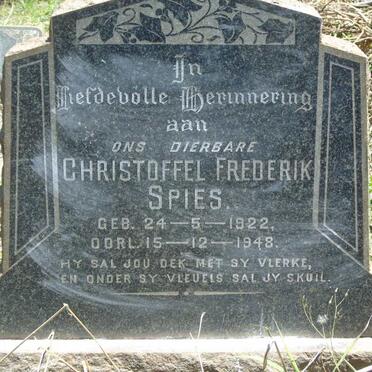 In
Liefdevolle Herinnering
aan
ONS DIERBARE
CHRISTOFFEL FREDERIK
SPIES.
GEB. 24-5-1922.
OORL. 15-12-1948.
HY SAL JOU DEK MET SY VLERKE,
EN ONDER SY VLEUELS SAL JY SKUIL.